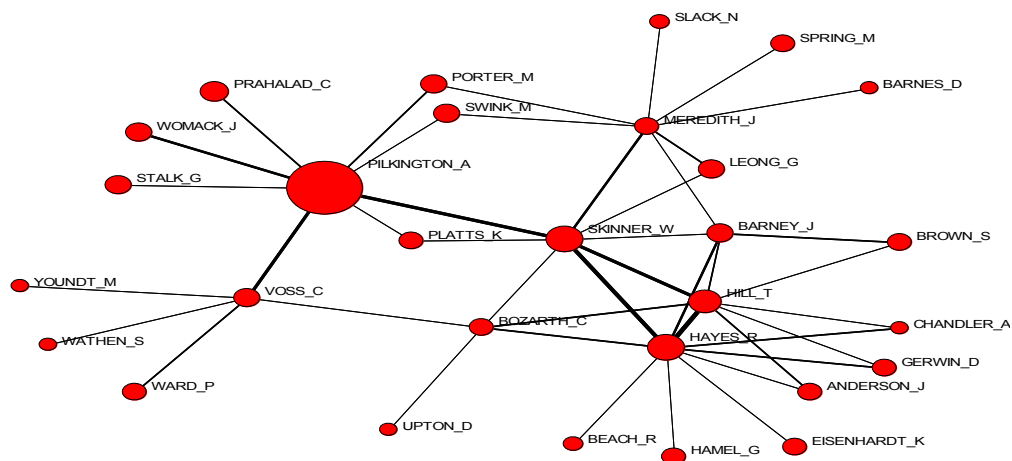 SLACK_N
SPRING_M
PORTER_M
PRAHALAD_C
BARNES_D
SWINK_M
MEREDITH_J
WOMACK_J
PILKINGTON_A
LEONG_G
STALK_G
PLATTS_K
SKINNER_W
BARNEY_J
BROWN_S
YOUNDT_M
VOSS_C
HILL_T
BOZARTH_C
CHANDLER_A
WATHEN_S
HAYES_R
GERWIN_D
WARD_P
ANDERSON_J
UPTON_D
BEACH_R
HAMEL_G
EISENHARDT_K